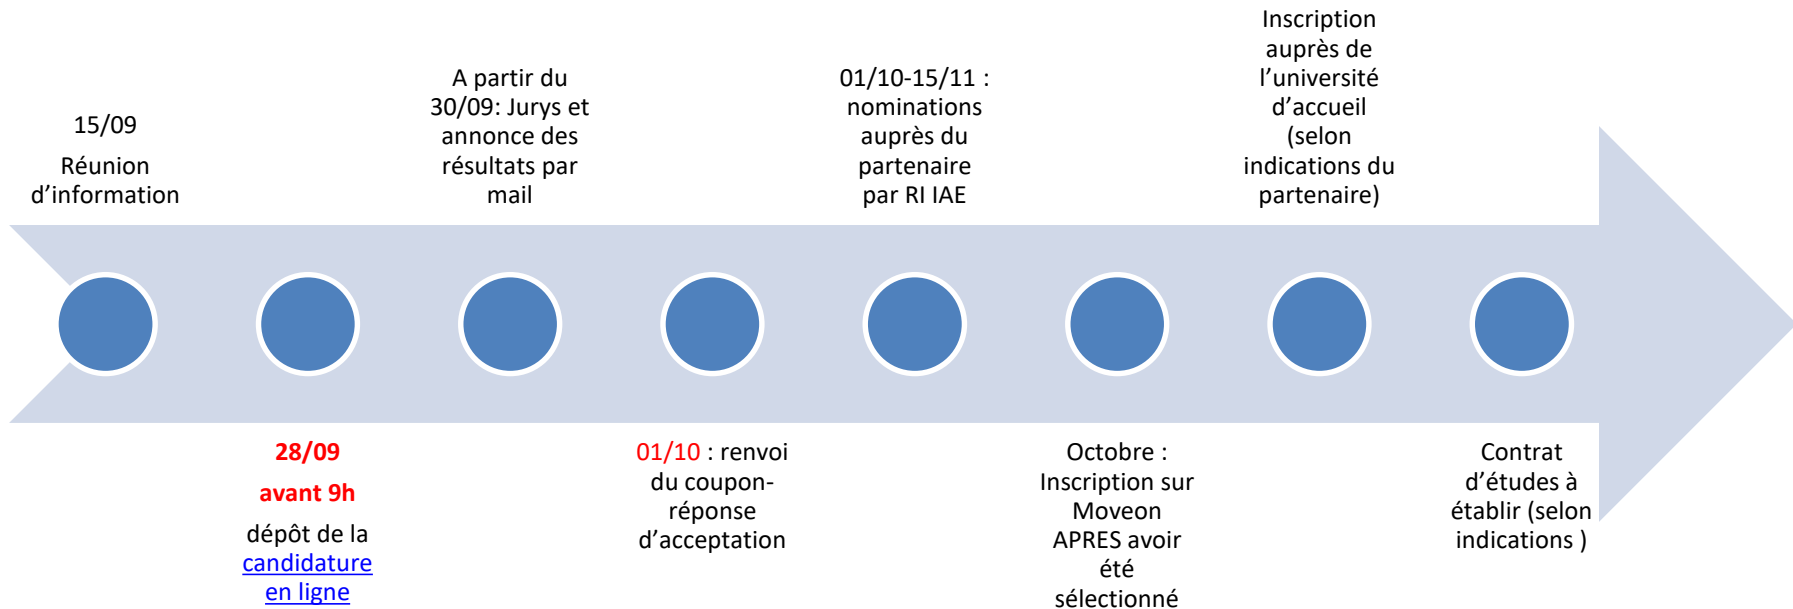 15/09
Réunion
d’information
28/09
avant 9h
dépôt de la
candidature
en ligne
A partir du
30/09: Jurys et
annonce des
résultats par
mail
01/10 : renvoi
du coupon-
réponse
d’acceptation
01/10-15/11 :
nominations
auprès du
partenaire
par RI IAE
Octobre :
Inscription sur
Moveon
APRES avoir
été
sélectionné
Inscription
auprès de
l’université
d’accueil
(selon
indications du
partenaire)
Contrat
d’études à
établir (selon
indications )